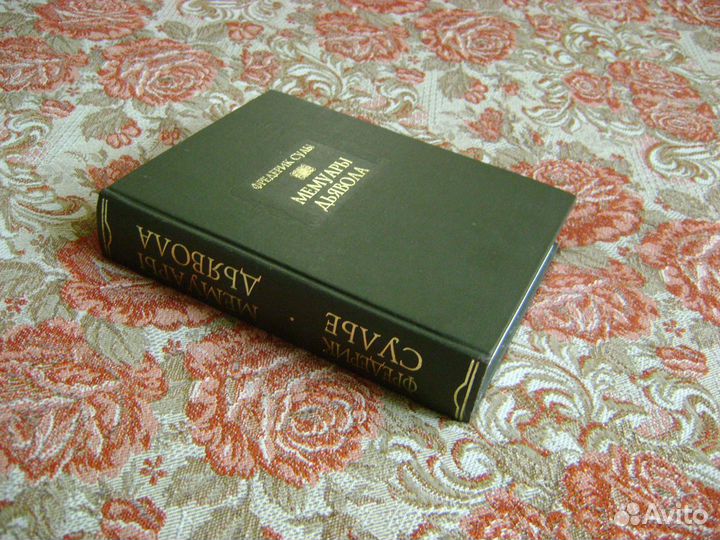 ФРЕДЕРИК СУЛЬЕ
МЕМУАРЫ
ДЬЯВОЛА
ФРЕДЕРИК
СУЛЬЕ
МЕМУАРЫ
ДЬЯВОЛА
Avito